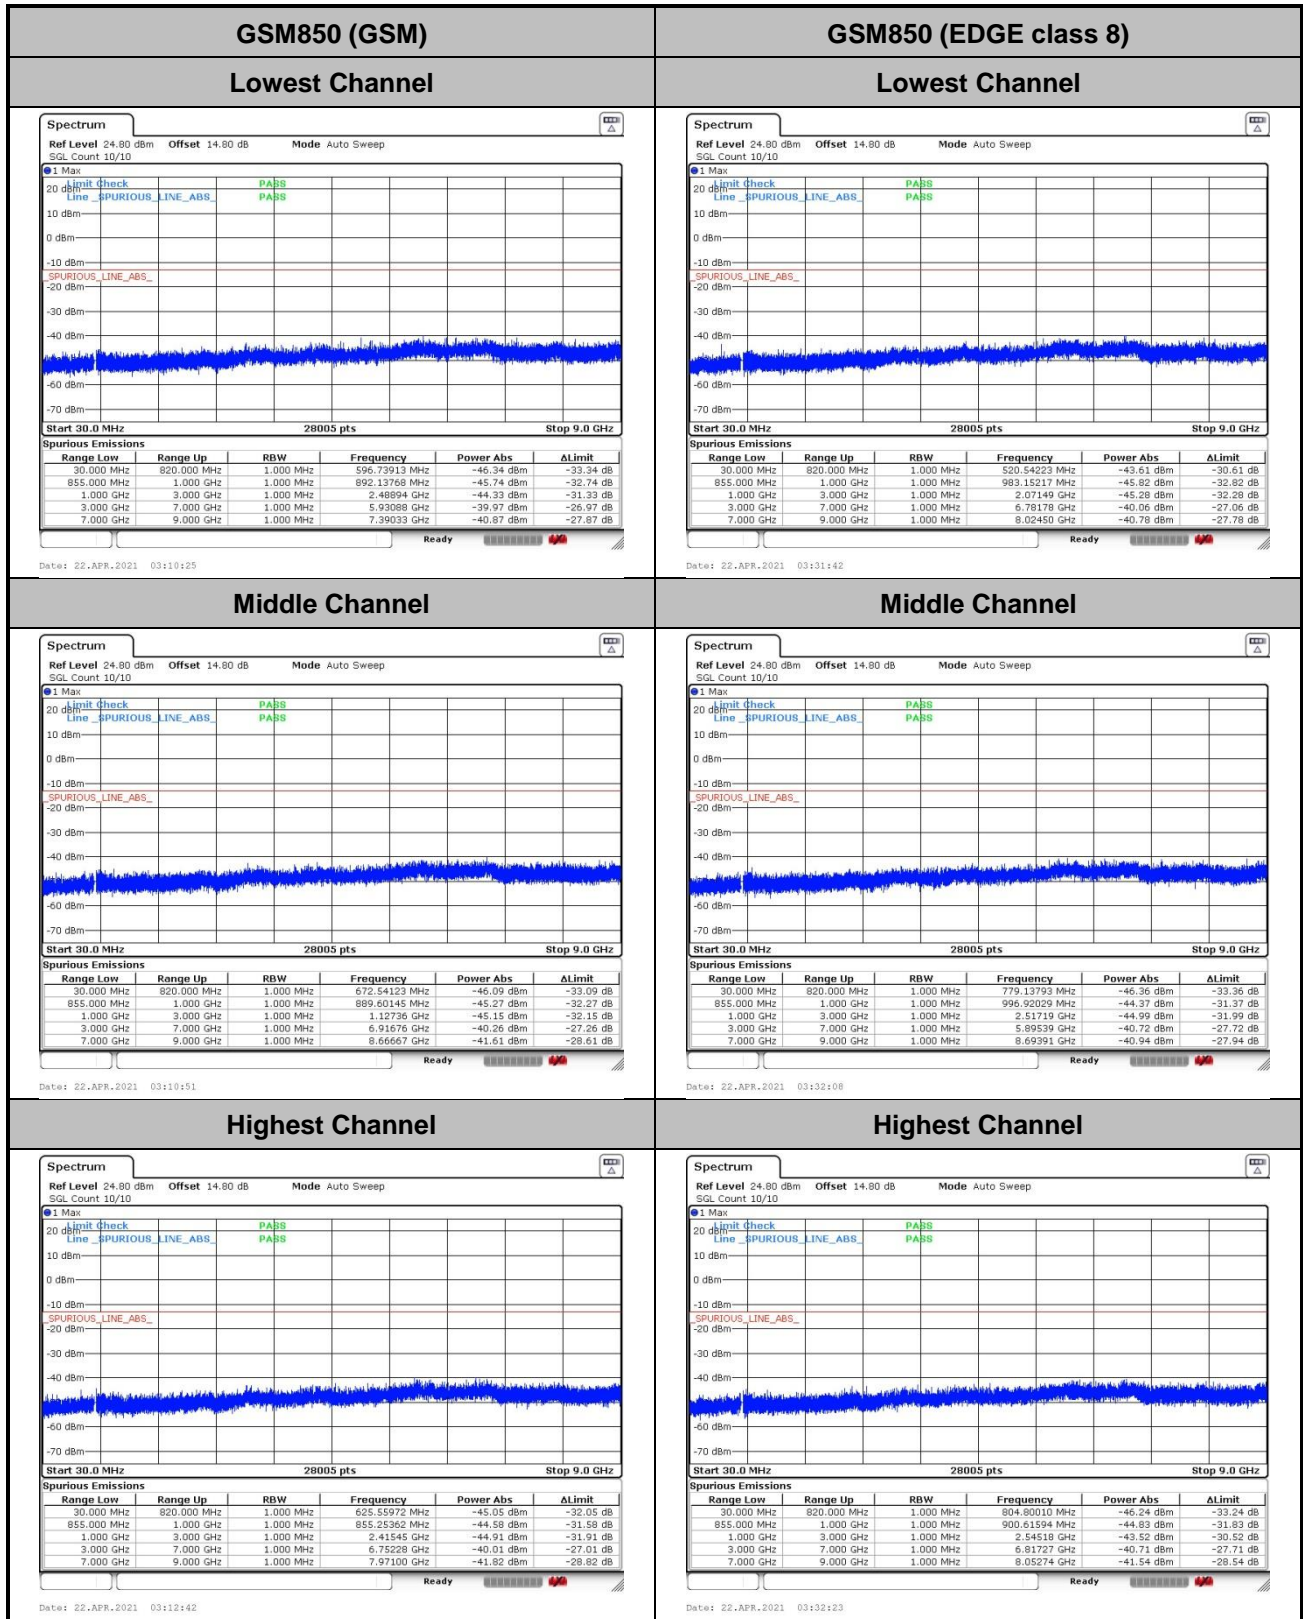 GSM850 (GSM)
GSM850 (EDGE class 8)
Lowest Channel
Lowest Channel
Spectrum
Ref Level 24.80 dBm Offset 14.80 dB Mode Auto Sweep
SGL Count 10/10
1 Max
Limit Check PASS
20 dBm
Line _SPURIOUS_LINE_ABS_ PASS
10 dBm
0 dBm
-10 dBm
_SPURIOUS_LINE_ABS_
-20 dBm
-30 dBm
-40 dBm
-60 dBm
-70 dBm
Start 30.0 MHz 28005 pts Stop 9.0 GHz
Spurious Emissions
Range Low Range Up RBW Frequency Power Abs ΔLimit
30.000 MHz 820.000 MHz 1.000 MHz 596.73913 MHz -46.34 dBm -33.34 dB
855.000 MHz 1.000 GHz 1.000 MHz 892.13768 MHz -45.74 dBm -32.74 dB
1.000 GHz 3.000 GHz 1.000 MHz 2.48894 GHz -44.33 dBm -31.33 dB
3.000 GHz 7.000 GHz 1.000 MHz 5.93088 GHz -39.97 dBm -26.97 dB
7.000 GHz 9.000 GHz 1.000 MHz 7.39033 GHz -40.87 dBm -27.87 dB
Ready
Date: 22.APR.2021 03:10:25
Spectrum
Ref Level 24.80 dBm Offset 14.80 dB Mode Auto Sweep
SGL Count 10/10
1 Max
Limit Check PASS
20 dBm
Line _SPURIOUS_LINE_ABS_ PASS
10 dBm
0 dBm
-10 dBm
_SPURIOUS_LINE_ABS_
-20 dBm
-30 dBm
-40 dBm
-60 dBm
-70 dBm
Start 30.0 MHz 28005 pts Stop 9.0 GHz
Spurious Emissions
Range Low Range Up RBW Frequency Power Abs ΔLimit
30.000 MHz 820.000 MHz 1.000 MHz 520.54223 MHz -43.61 dBm -30.61 dB
855.000 MHz 1.000 GHz 1.000 MHz 983.15217 MHz -45.82 dBm -32.82 dB
1.000 GHz 3.000 GHz 1.000 MHz 2.07149 GHz -45.28 dBm -32.28 dB
3.000 GHz 7.000 GHz 1.000 MHz 6.78178 GHz -40.06 dBm -27.06 dB
7.000 GHz 9.000 GHz 1.000 MHz 8.02450 GHz -40.78 dBm -27.78 dB
Ready
Date: 22.APR.2021 03:31:42
Middle Channel
Middle Channel
Spectrum
Ref Level 24.80 dBm Offset 14.80 dB Mode Auto Sweep
SGL Count 10/10
1 Max
Limit Check PASS
20 dBm
Line _SPURIOUS_LINE_ABS_ PASS
10 dBm
0 dBm
-10 dBm
_SPURIOUS_LINE_ABS_
-20 dBm
-30 dBm
-40 dBm
-60 dBm
-70 dBm
Start 30.0 MHz 28005 pts Stop 9.0 GHz
Spurious Emissions
Range Low Range Up RBW Frequency Power Abs ΔLimit
30.000 MHz 820.000 MHz 1.000 MHz 672.54123 MHz -46.09 dBm -33.09 dB
855.000 MHz 1.000 GHz 1.000 MHz 889.60145 MHz -45.27 dBm -32.27 dB
1.000 GHz 3.000 GHz 1.000 MHz 1.12736 GHz -45.15 dBm -32.15 dB
3.000 GHz 7.000 GHz 1.000 MHz 6.91676 GHz -40.26 dBm -27.26 dB
7.000 GHz 9.000 GHz 1.000 MHz 8.66667 GHz -41.61 dBm -28.61 dB
Ready
Date: 22.APR.2021 03:10:51
Spectrum
Ref Level 24.80 dBm Offset 14.80 dB Mode Auto Sweep
SGL Count 10/10
1 Max
Limit Check PASS
20 dBm
Line _SPURIOUS_LINE_ABS_ PASS
10 dBm
0 dBm
-10 dBm
_SPURIOUS_LINE_ABS_
-20 dBm
-30 dBm
-40 dBm
-60 dBm
-70 dBm
Start 30.0 MHz 28005 pts Stop 9.0 GHz
Spurious Emissions
Range Low Range Up RBW Frequency Power Abs ΔLimit
30.000 MHz 820.000 MHz 1.000 MHz 779.13793 MHz -46.36 dBm -33.36 dB
855.000 MHz 1.000 GHz 1.000 MHz 996.92029 MHz -44.37 dBm -31.37 dB
1.000 GHz 3.000 GHz 1.000 MHz 2.51719 GHz -44.99 dBm -31.99 dB
3.000 GHz 7.000 GHz 1.000 MHz 5.89539 GHz -40.72 dBm -27.72 dB
7.000 GHz 9.000 GHz 1.000 MHz 8.69391 GHz -40.94 dBm -27.94 dB
Ready
Date: 22.APR.2021 03:32:08
Highest Channel
Highest Channel
Spectrum
Ref Level 24.80 dBm Offset 14.80 dB Mode Auto Sweep
SGL Count 10/10
1 Max
Limit Check PASS
20 dBm
Line _SPURIOUS_LINE_ABS_ PASS
10 dBm
0 dBm
-10 dBm
_SPURIOUS_LINE_ABS_
-20 dBm
-30 dBm
-40 dBm
-60 dBm
-70 dBm
Start 30.0 MHz 28005 pts Stop 9.0 GHz
Spurious Emissions
Range Low Range Up RBW Frequency Power Abs ΔLimit
30.000 MHz 820.000 MHz 1.000 MHz 625.55972 MHz -45.05 dBm -32.05 dB
855.000 MHz 1.000 GHz 1.000 MHz 855.25362 MHz -44.58 dBm -31.58 dB
1.000 GHz 3.000 GHz 1.000 MHz 2.41545 GHz -44.91 dBm -31.91 dB
3.000 GHz 7.000 GHz 1.000 MHz 6.75228 GHz -40.01 dBm -27.01 dB
7.000 GHz 9.000 GHz 1.000 MHz 7.97100 GHz -41.82 dBm -28.82 dB
Ready
Date: 22.APR.2021 03:12:42
Spectrum
Ref Level 24.80 dBm Offset 14.80 dB Mode Auto Sweep
SGL Count 10/10
1 Max
Limit Check PASS
20 dBm
Line _SPURIOUS_LINE_ABS_ PASS
10 dBm
0 dBm
-10 dBm
_SPURIOUS_LINE_ABS_
-20 dBm
-30 dBm
-40 dBm
-60 dBm
-70 dBm
Start 30.0 MHz 28005 pts Stop 9.0 GHz
Spurious Emissions
Range Low Range Up RBW Frequency Power Abs ΔLimit
30.000 MHz 820.000 MHz 1.000 MHz 804.80010 MHz -46.24 dBm -33.24 dB
855.000 MHz 1.000 GHz 1.000 MHz 900.61594 MHz -44.83 dBm -31.83 dB
1.000 GHz 3.000 GHz 1.000 MHz 2.54518 GHz -43.52 dBm -30.52 dB
3.000 GHz 7.000 GHz 1.000 MHz 6.81727 GHz -40.71 dBm -27.71 dB
7.000 GHz 9.000 GHz 1.000 MHz 8.05274 GHz -41.54 dBm -28.54 dB
Ready
Date: 22.APR.2021 03:32:23